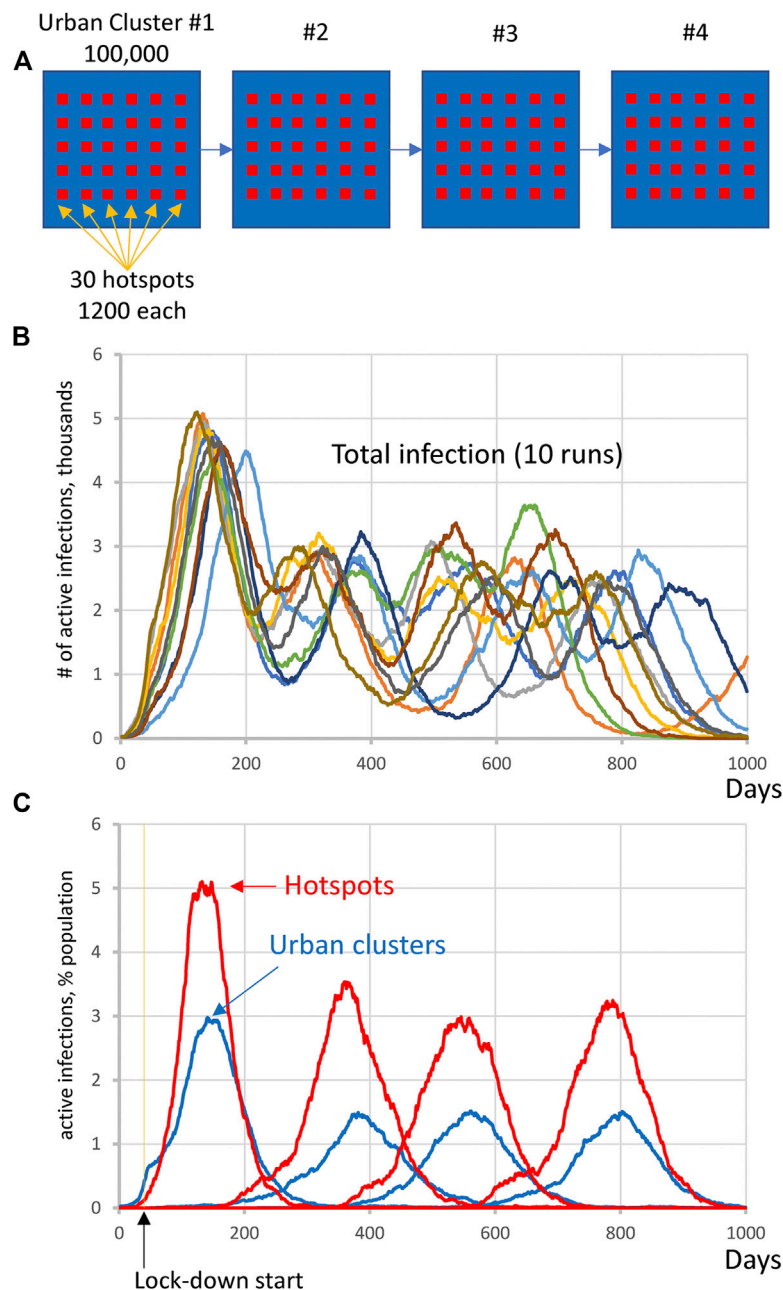 Urban Cluster #1
100,000
#2
#3
#4
A
30 hotspots
1200 each
B
# of active infections, thousands
6
5
4
3
2
1
0
Total infection (10 runs)
0 200 400 600 800 1000
Days
C
active infections, % population
6
5
4
3
2
1
0
Hotspots
Urban clusters
0 200 400 600 800 1000
Lock-down start
Days